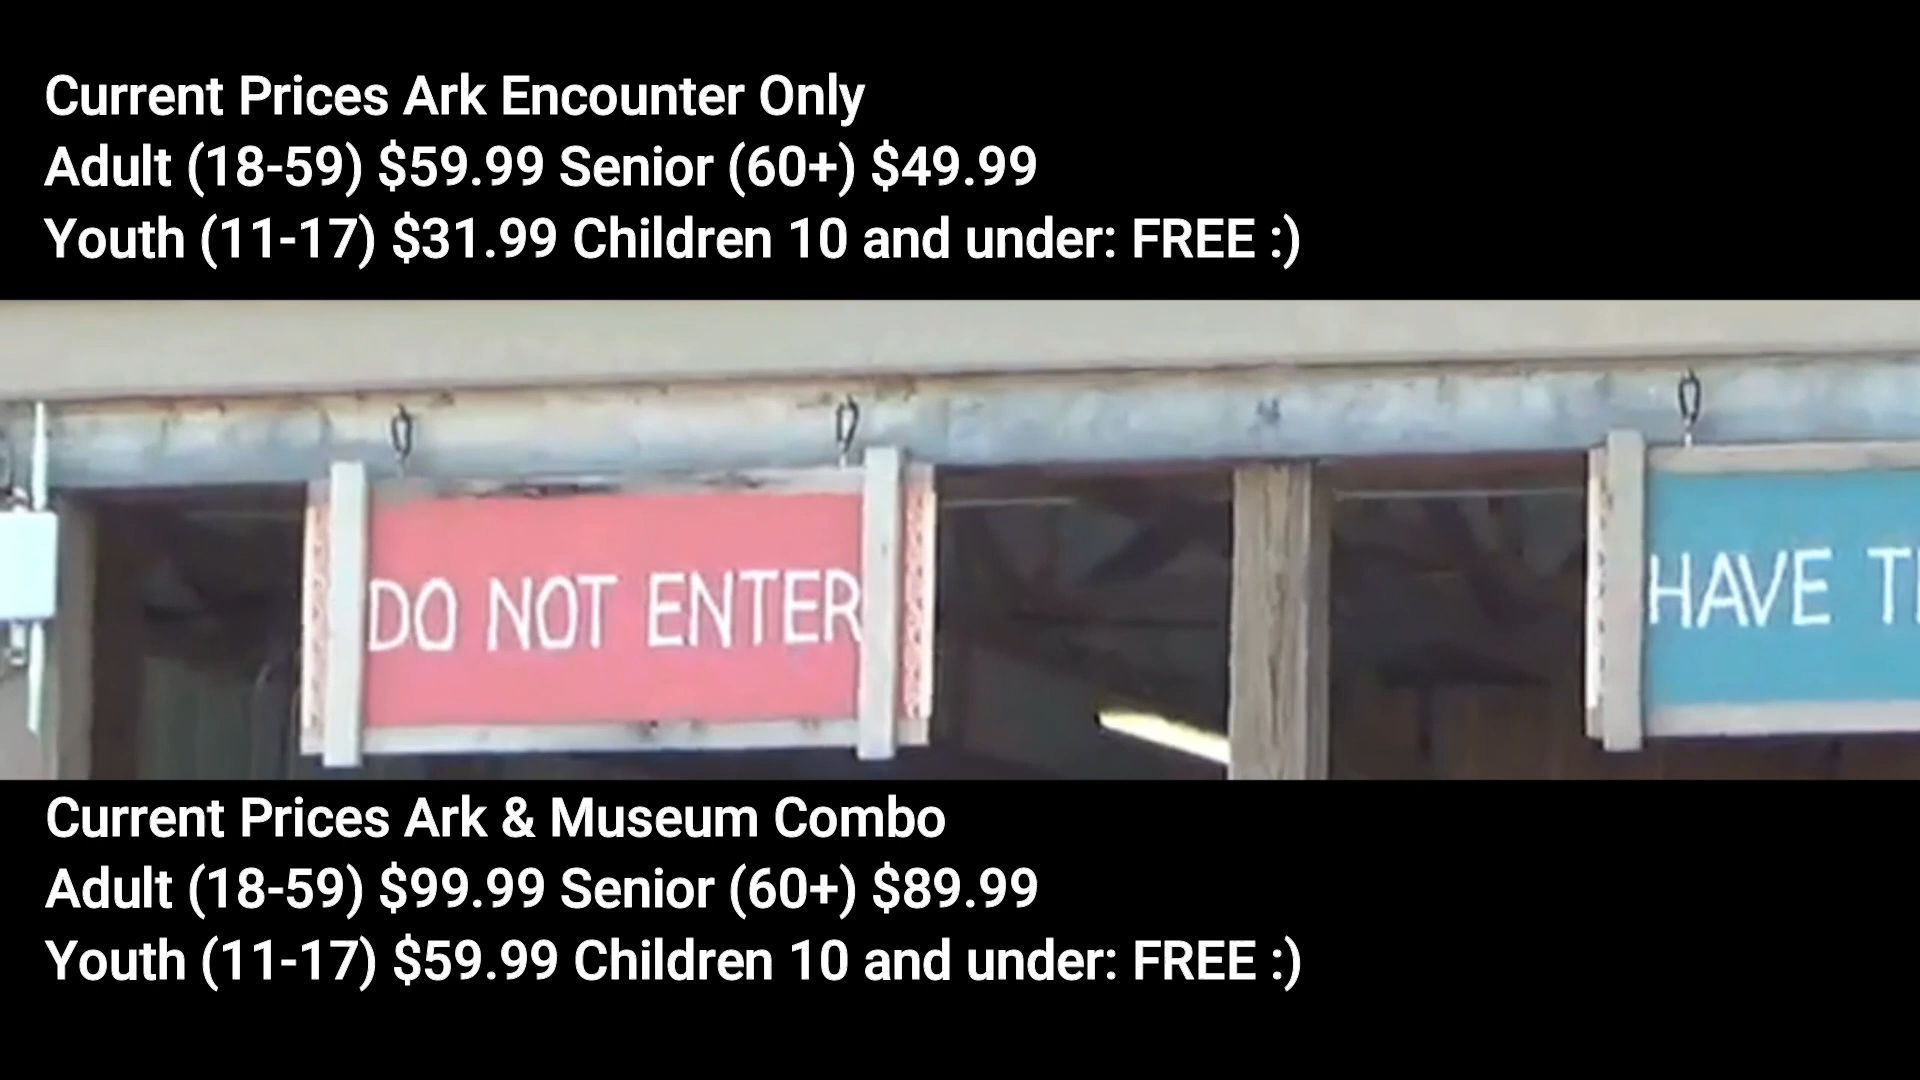 Current Prices Ark Encounter Only
Adult (18-59) $59.99 Senior (60+) $49.99
Youth (11-17) $31.99 Children 10 and under: FREE :)
DO NOT ENTER
HAVE
Current Prices Ark & Museum Combo
Adult (18-59) $99.99 Senior (60+) $89.99
Youth (11-17) $59.99 Children 10 and under: FREE :)